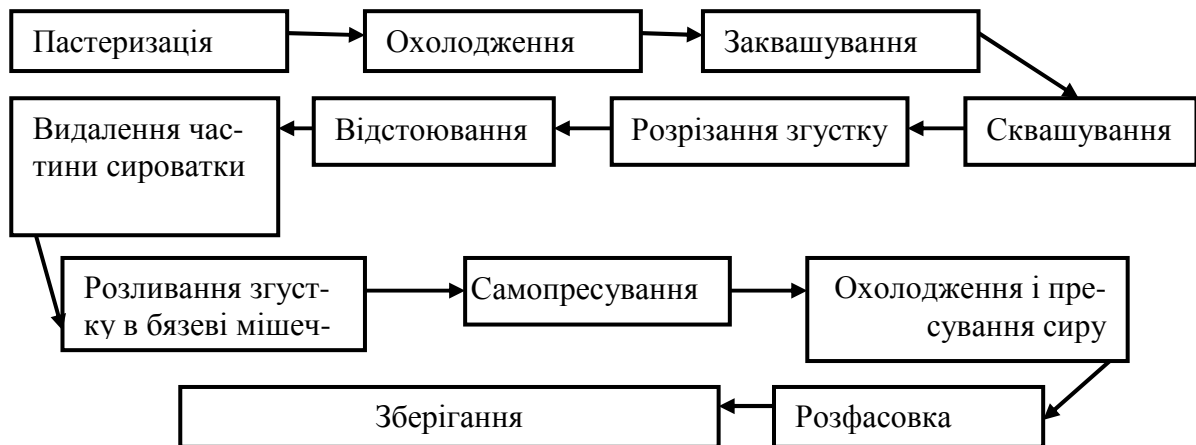 Пастеризація
Охолодження
Заквашування
Сквашування
Розрізання згустку
Відстоювання
Видалення час-
тини сироватки
Розливання згуст-
ку в бязеві мішеч-
Самопресування
Охолодження і пре-
сування сиру
Розфасовка
Зберігання